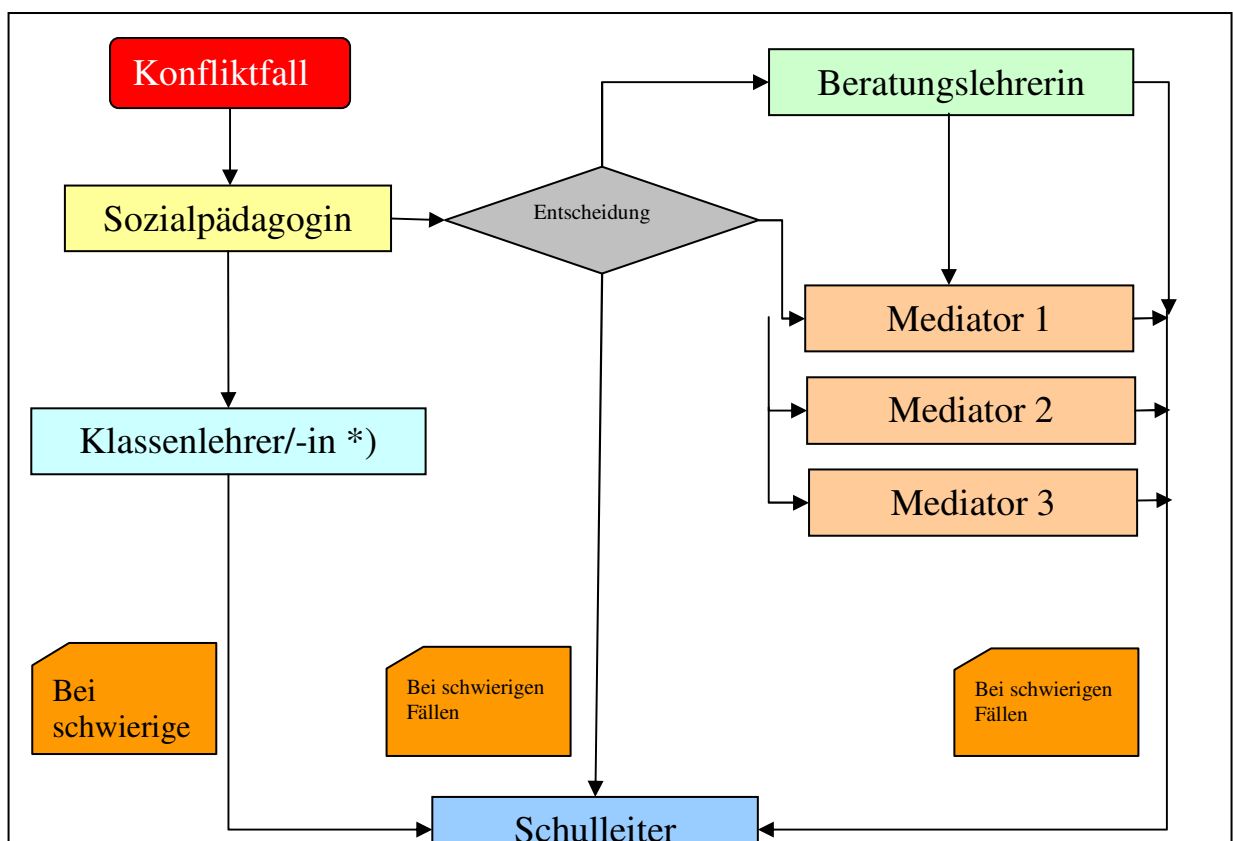 Konfliktfall
Beratungslehrerin
Sozialpädagogin
Entscheidung
Mediator 1
Mediator 2
Klassenlehrer/-in *)
Mediator 3
Bei
schwierige
Bei schwierigen
Fällen
Bei schwierigen
Fällen
Schulleiter